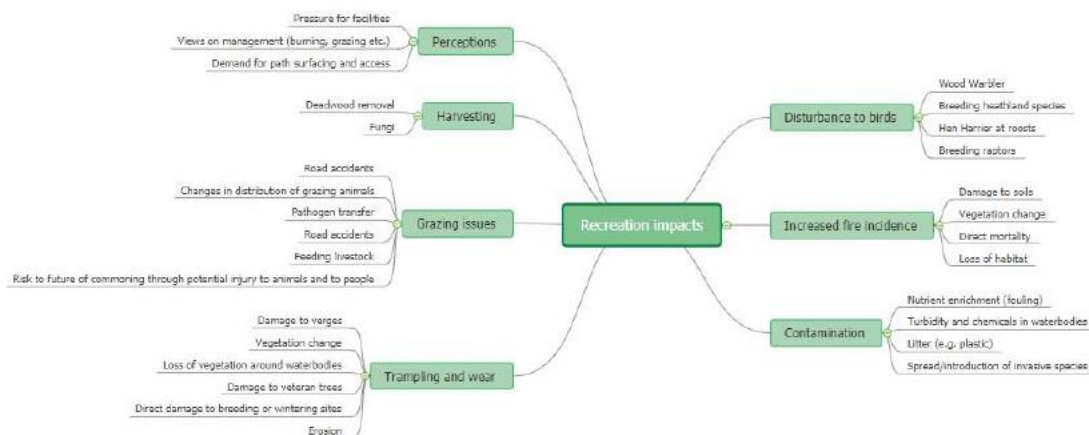 Pressure for facilities
Views on management (burning, grazing etc.)
Demand for path surfacing and access
Perceptions
Deadwood removal
Fungi
Harvesting
Road accidents
Changes in distribution of grazing animals
Pathogen transfer
Road accidents
Feeding livestock
Risk to future of commoning through potential injury to animals and to people
Grazing issues
Damage to verges
Vegetation change
Loss of vegetation around waterbodies
Damage to veteran trees
Direct damage to breeding or wintering sites
Erosion
Trampling and wear
Recreation impacts
Disturbance to birds
Wood Warbler
Breeding heathland species
Hen Harrier at roosts
Breeding raptors
Increased fire incidence
Damage to soils
Vegetation change
Direct mortality
Loss of habitat
Contamination
Nutrient enrichment (fouling)
Turbidity and chemicals in waterbodies
Litter (e.g. plastic)
Spread/introduction of invasive species